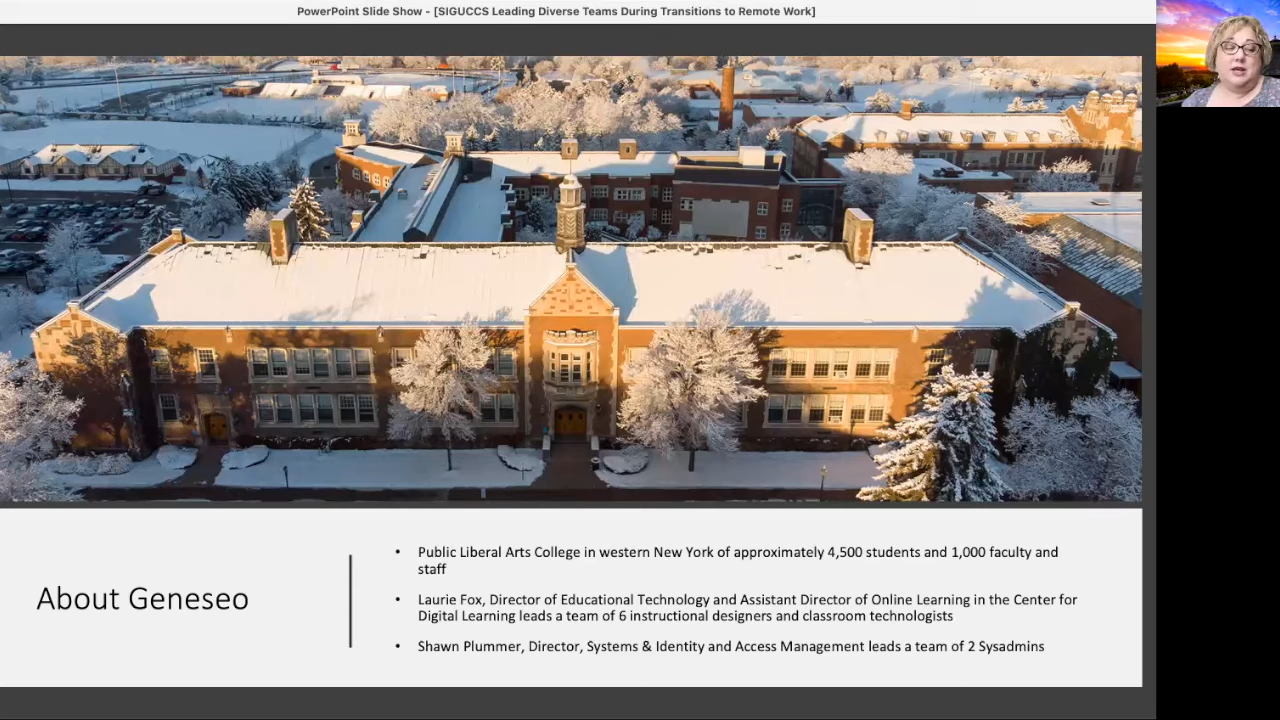 PowerPoint Slide Show - [SIGUCCS Leading Diverse Teams During Transitions to Remote Work]
About Geneseo
• Public Liberal Arts College in western New York of approximately 4,500 students and 1,000 faculty and
staff
• Laurie Fox, Director of Educational Technology and Assistant Director of Online Learning in the Center for
Digital Learning leads a team of 6 instructional designers and classroom technologists
• Shawn Plummer, Director, Systems & Identity and Access Management leads a team of 2 Sysadmins